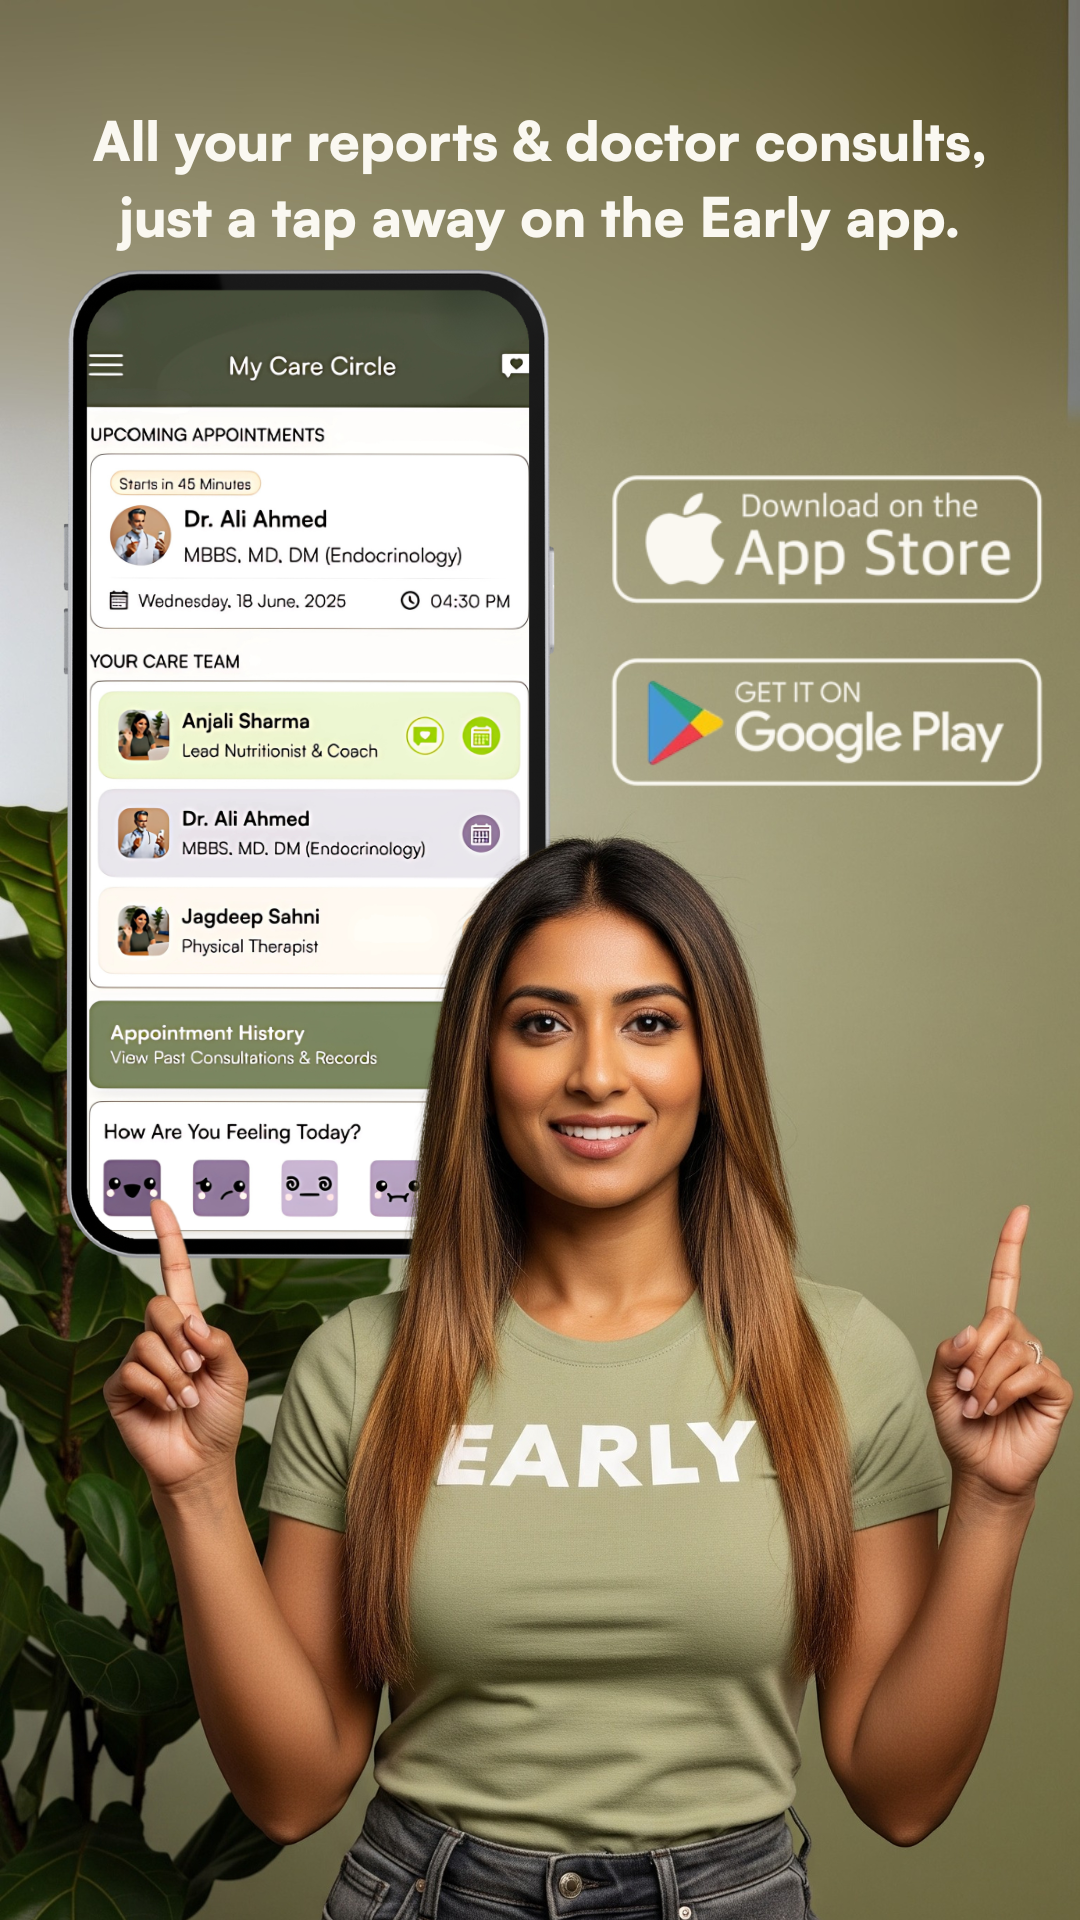 All your reports & doctor consults,
just a tap away on the Early app.
My Care Circle
UPCOMING APPOINTMENTS
Starts in 45 Minutes
Dr. Ali Ahmed
MBBS, MD, DM (Endocrinology)
Wednesday, 18 June, 2025
04:30 PM
YOUR CARE TEAM
Anjali Sharma
Lead Nutritionist & Coach
Dr. Ali Ahmed
MBBS, MD, DM (Endocrinology)
Jagdeep Sahni
Physical Therapist
Appointment History
View Past Consultations & Records
How Are You Feeling Today?
Download on the
App Store
GET IT ON
Google Play
EARLY